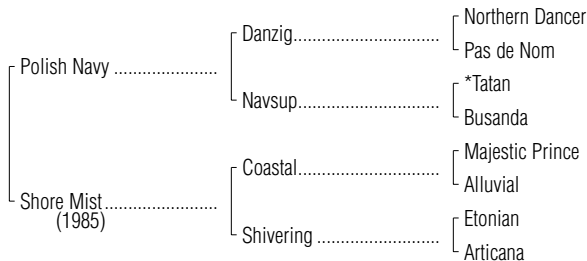 Northern Dancer
Danzig
Pas de Nom
Polish Navy
*Tatan
Navsup
Busanda
Majestic Prince
Coastal
Alluvial
Shore Mist
(1985)
Etonian
Shivering
Articana